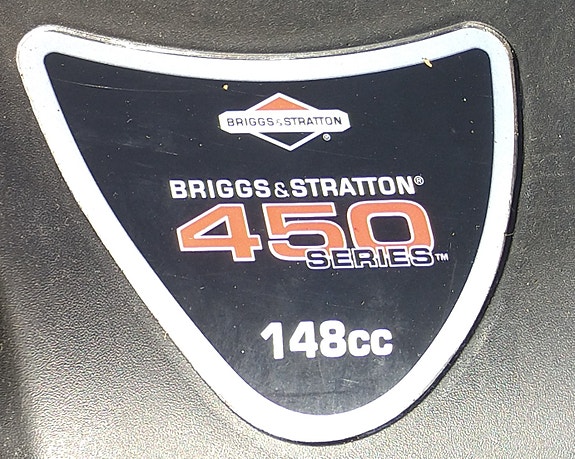 BRIGGS&STRATTON
®
BRIGGS&STRATTON®
450
SERIES™
148cc